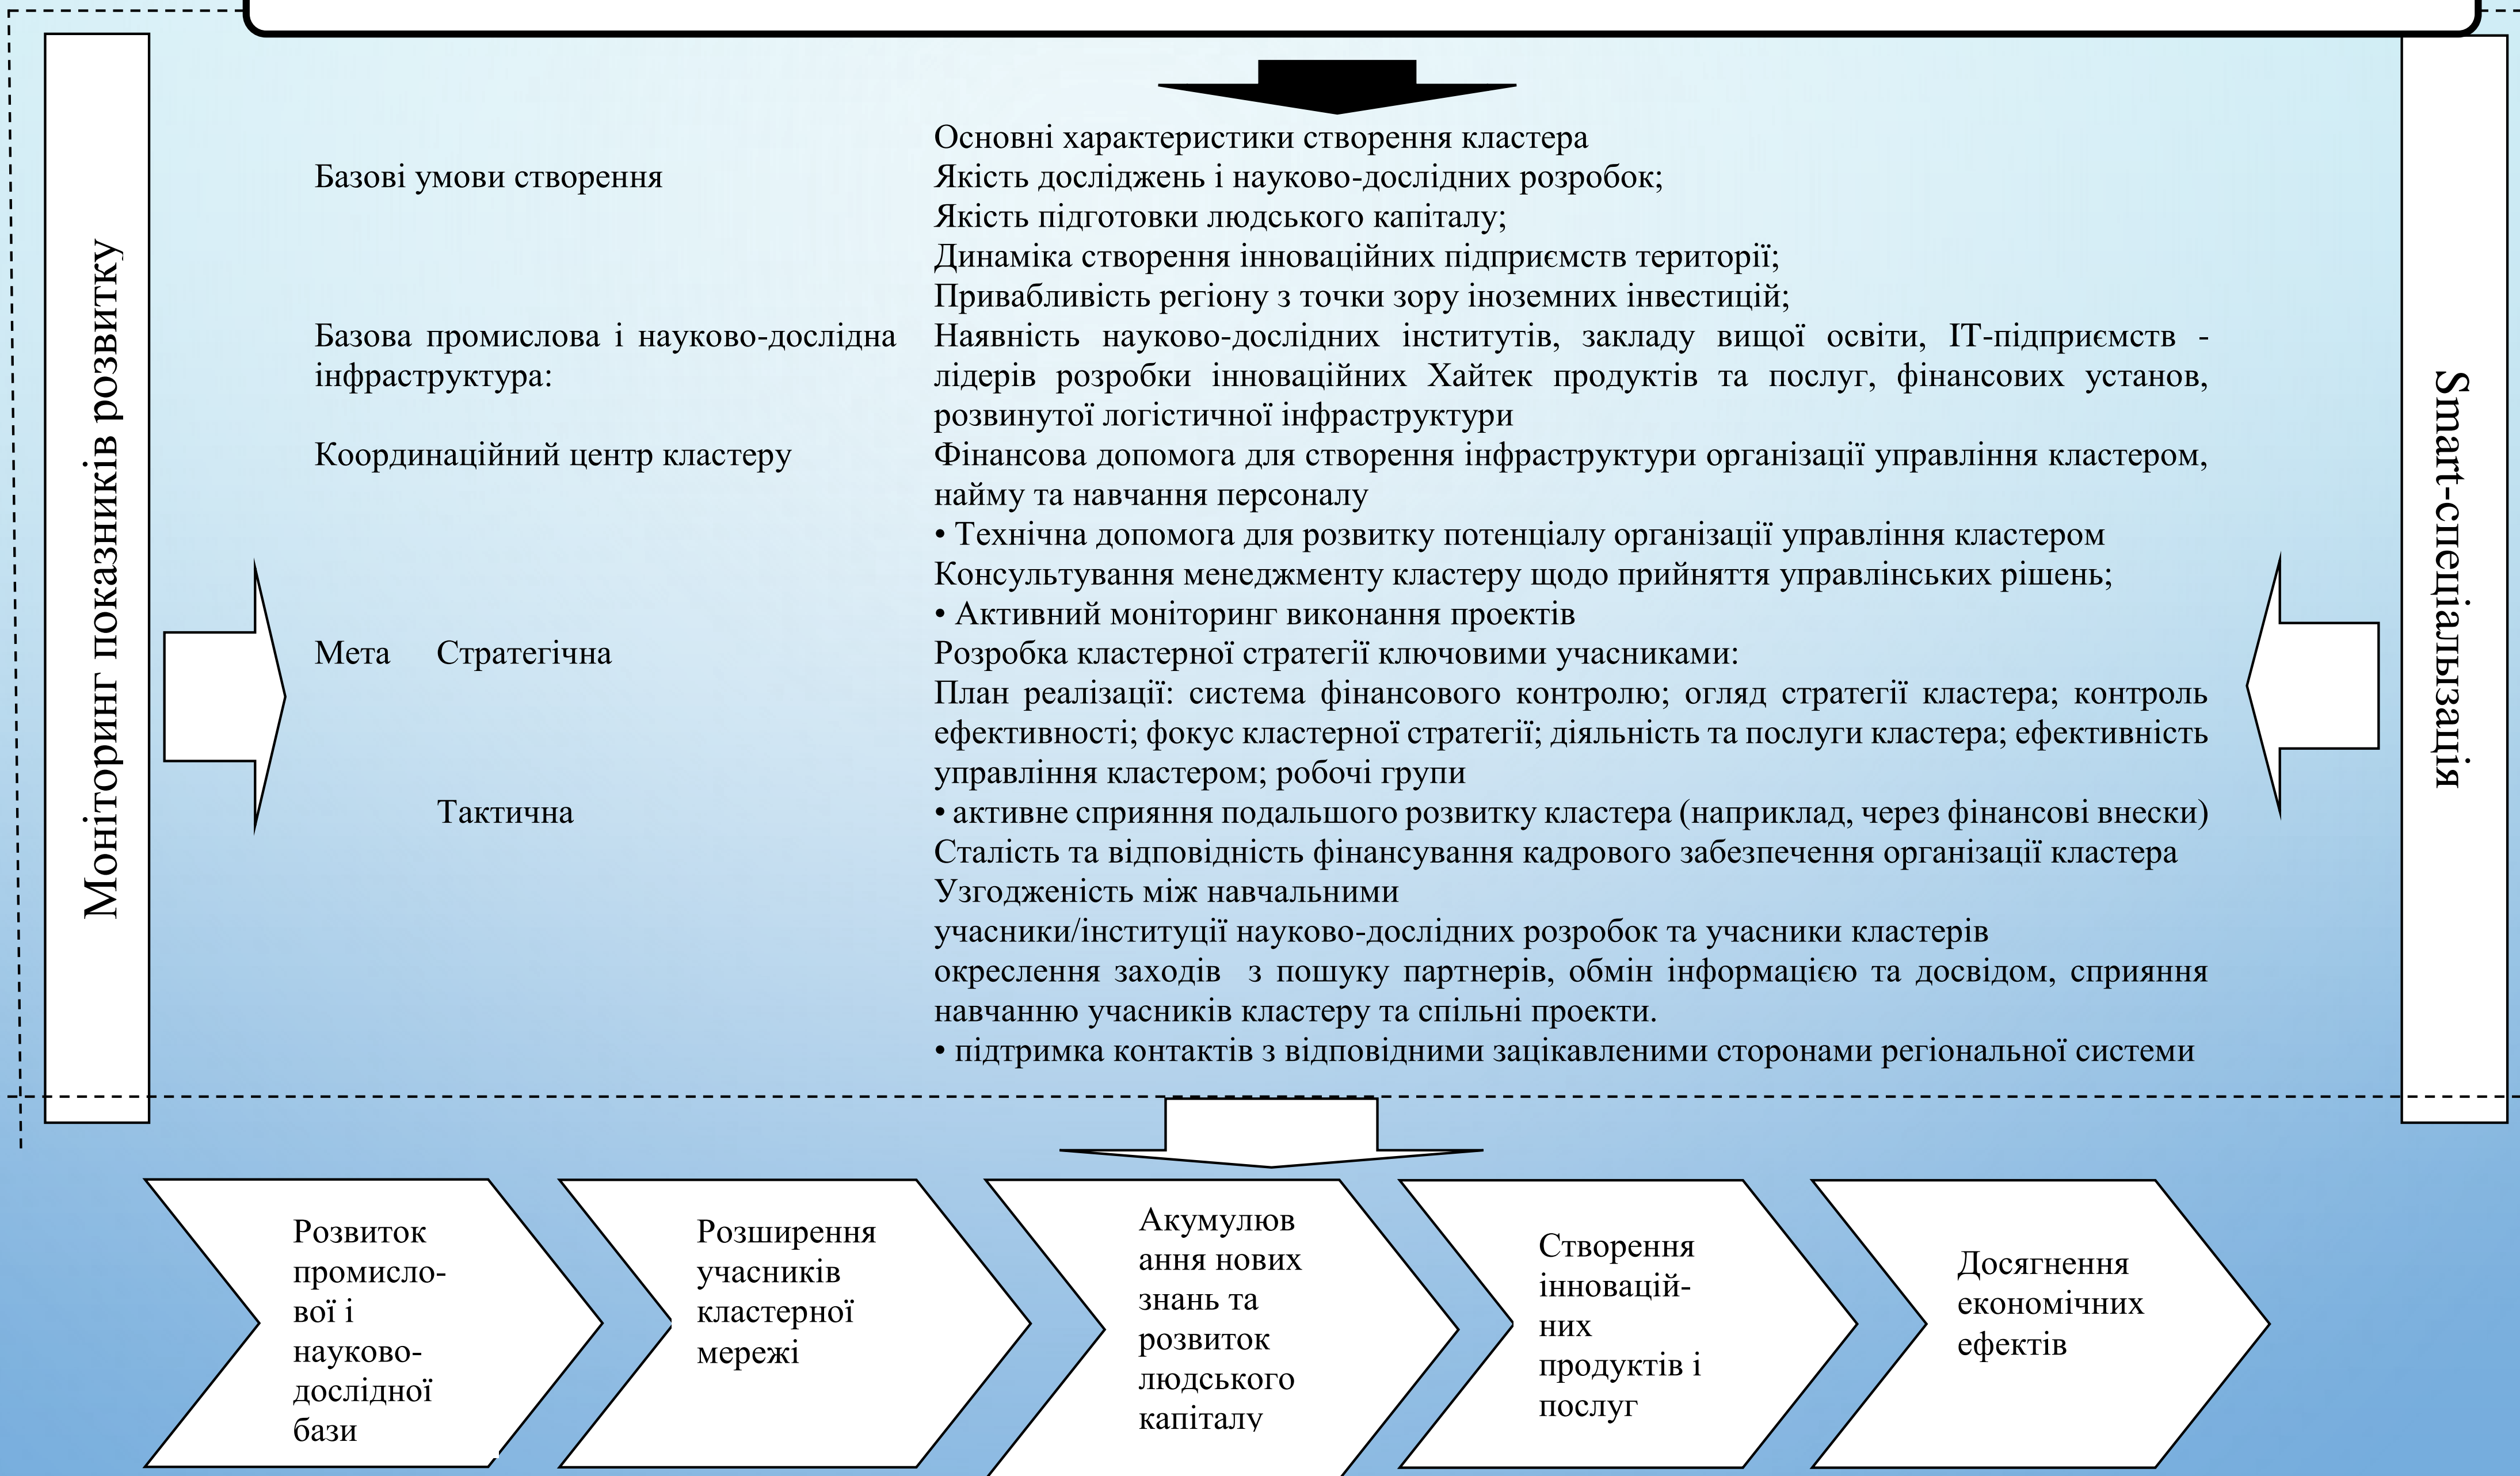 Моніторинг показників розвитку
Основні характеристики створення кластера
Базові умови створення
Якість досліджень і науково-дослідних розробок;
Якість підготовки людського капіталу;
Динаміка створення інноваційних підприємств території;
Привабливість регіону з точки зору іноземних інвестицій;
Базова промислова і науково-дослідна
інфраструктура:
Наявність науково-дослідних інститутів, закладу вищої освіти, ІТ-підприємств -
лідерів розробки інноваційних Хайтек продуктів та послуг, фінансових установ,
розвинутої логістичної інфраструктури
Координаційний центр кластеру
Фінансова допомога для створення інфраструктури організації управління кластером,
найму та навчання персоналу
• Технічна допомога для розвитку потенціалу організації управління кластером
Консультування менеджменту кластеру щодо прийняття управлінських рішень;
• Активний моніторинг виконання проектів
Мета Стратегічна
Розробка кластерної стратегії ключовими учасниками:
План реалізації: система фінансового контролю; огляд стратегії кластера; контроль
ефективності; фокус кластерної стратегії; діяльність та послуги кластера; ефективність
управління кластером; робочі групи
Тактична
• активне сприяння подальшого розвитку кластера (наприклад, через фінансові внески)
Сталість та відповідність фінансування кадрового забезпечення організації кластера
Узгодженість між навчальними
учасники/інституції науково-дослідних розробок та учасники кластерів
окреслення заходів з пошуку партнерів, обмін інформацією та досвідом, сприяння
навчанню учасників кластеру та спільні проекти.
• підтримка контактів з відповідними зацікавленими сторонами регіональної системи
Smart-спеціальызація
Розвиток
промисло-
вої і
науково-
дослідної
бази
Розширення
учасників
кластерної
мережі
Акумулюв
ання нових
знань та
розвиток
людського
капіталу
Створення
інновацій-
них
продуктів і
послуг
Досягнення
економічних
ефектів